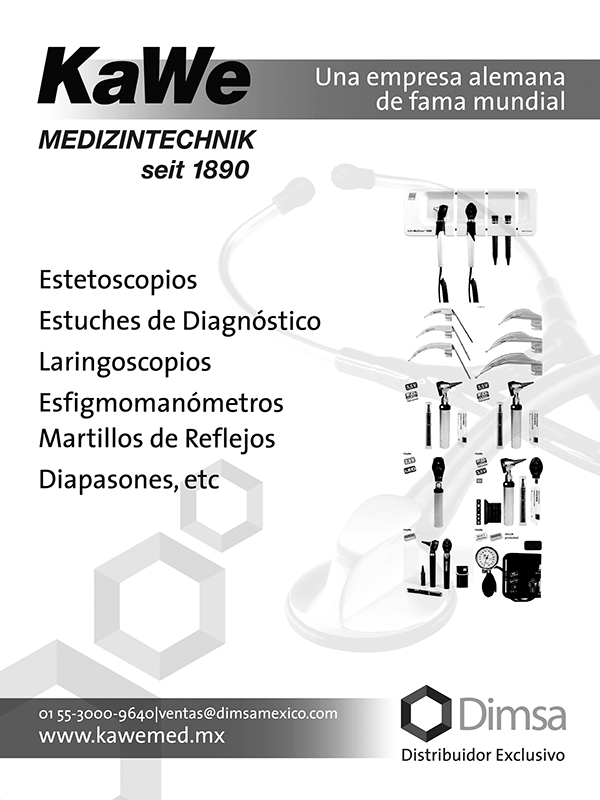 KaWe
Una empresa alemana
de fama mundial
MEDIZINTECHNIK
seit 1890
Estetoscopios
Estuches de Diagnóstico
Laringoscopios
Esfigmomanómetros
Martillos de Reflejos
Diapasones, etc
01 55-3000-9640|ventas@dimsamexico.com
www.kawemed.mx
Dimsa
Distribuidor Exclusivo